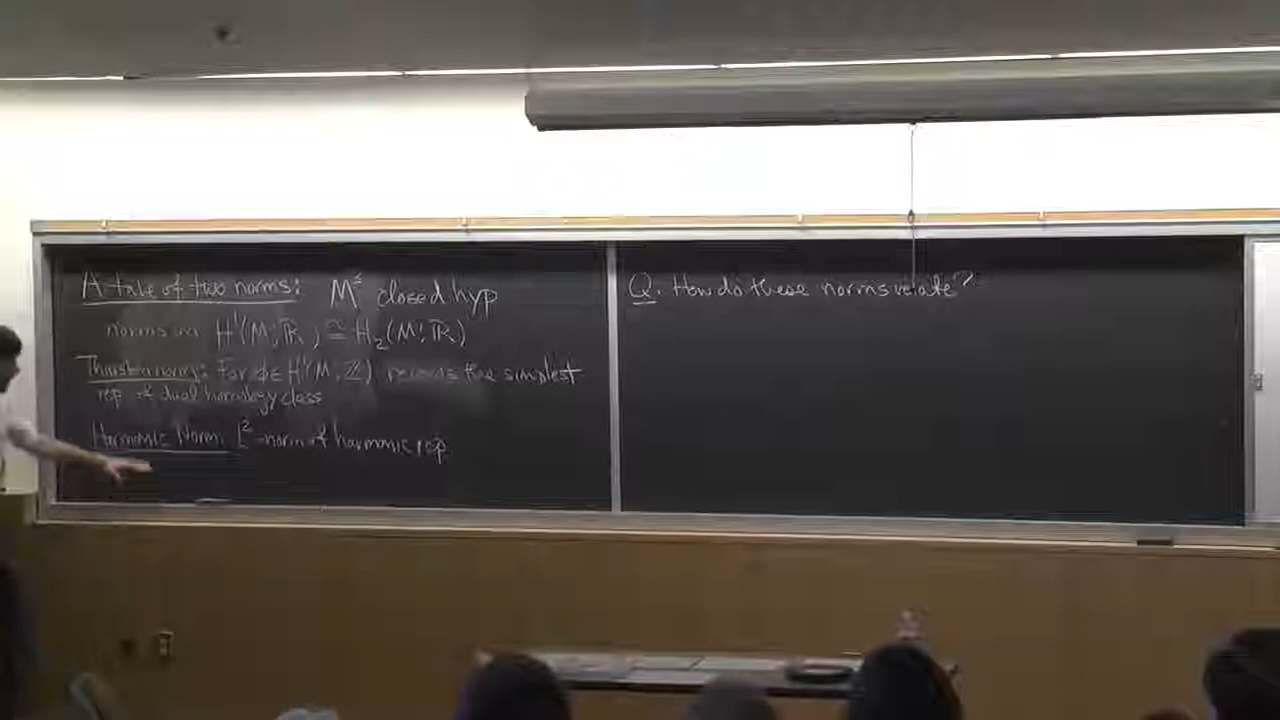 A tale of two norms: M³ closed hyp
norms on H¹(M; ℝ) ≅ H₂(M; ℝ)
Thurston norm: For φ ∈ H¹(M, ℤ) records the simplest
rep of dual homology class
Harmonic Norm: L²-norm of harmonic rep
Q: How do these norms relate?